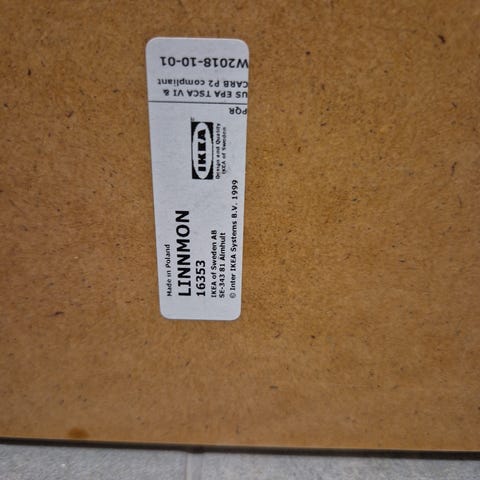 Made in Poland
LINNMON
16353
IKEA of Sweden AB
SE-343 81 Älmhult
© Inter IKEA Systems B.V. 1999
IKEA®
Design and Quality
IKEA of Sweden
PQR
US EPA TSCA VI &
CARB P2 compliant
W2018-10-01